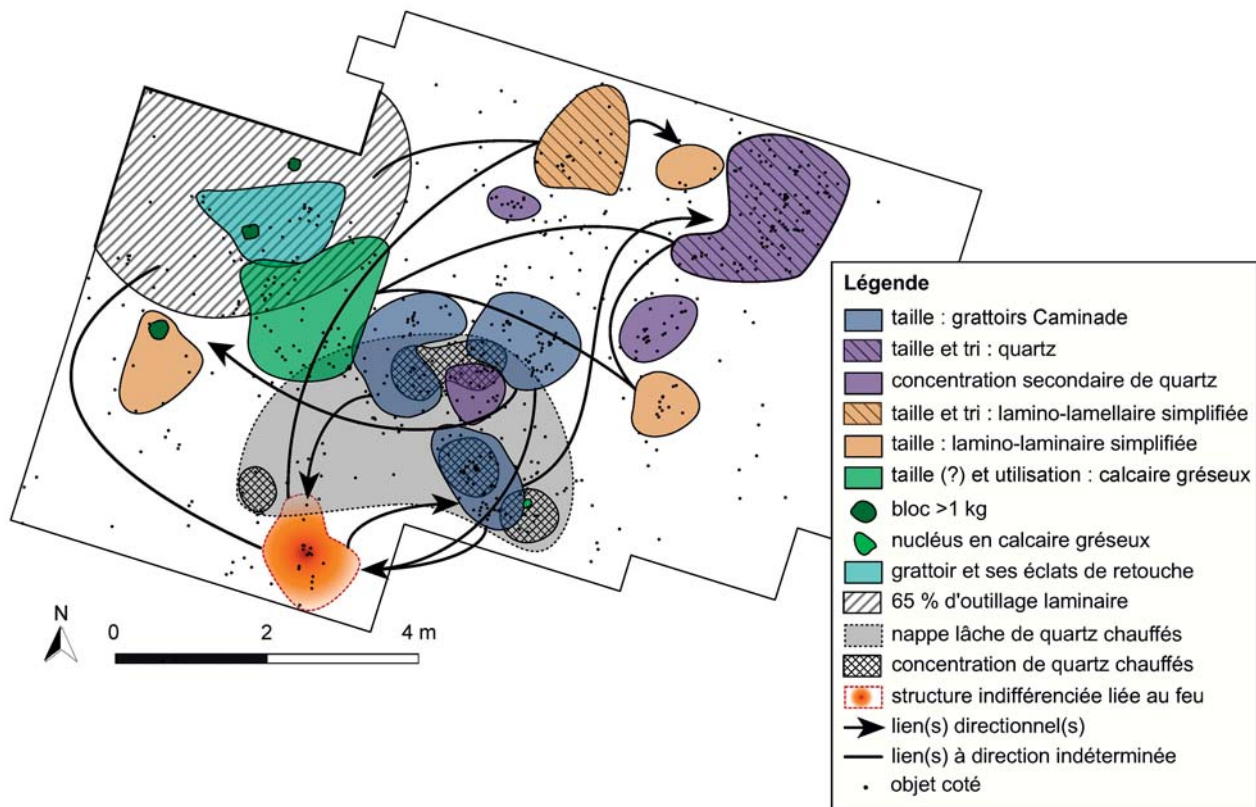 Légende
taille : grattoirs Caminade
taille et tri : quartz
concentration secondaire de quartz
taille et tri : lamino-lamellaire simplifiée
taille : lamino-laminaire simplifiée
taille (?) et utilisation : calcaire gréseux
bloc >1 kg
nucléus en calcaire gréseux
grattoir et ses éclats de retouche
65 % d'outillage laminaire
nappe lâche de quartz chauffés
concentration de quartz chauffés
structure indifférenciée liée au feu
lien(s) directionnel(s)
lien(s) à direction indéterminée
objet coté
N
0 2 4 m